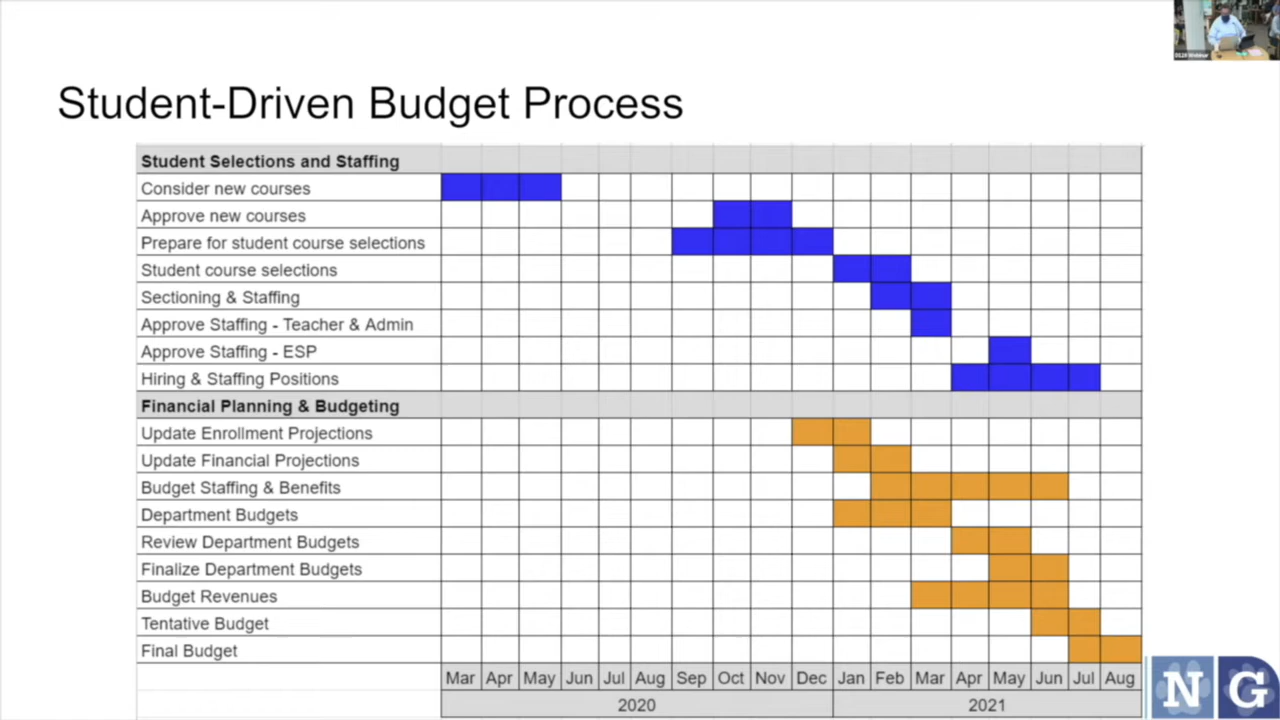 Student-Driven Budget Process
Student Selections and Staffing
Consider new courses
Approve new courses
Prepare for student course selections
Student course selections
Sectioning & Staffing
Approve Staffing - Teacher & Admin
Approve Staffing - ESP
Hiring & Staffing Positions
Financial Planning & Budgeting
Update Enrollment Projections
Update Financial Projections
Budget Staffing & Benefits
Department Budgets
Review Department Budgets
Finalize Department Budgets
Budget Revenues
Tentative Budget
Final Budget
Mar Apr May Jun Jul Aug Sep Oct Nov Dec Jan Feb Mar Apr May Jun Jul Aug
2020 2021
N G